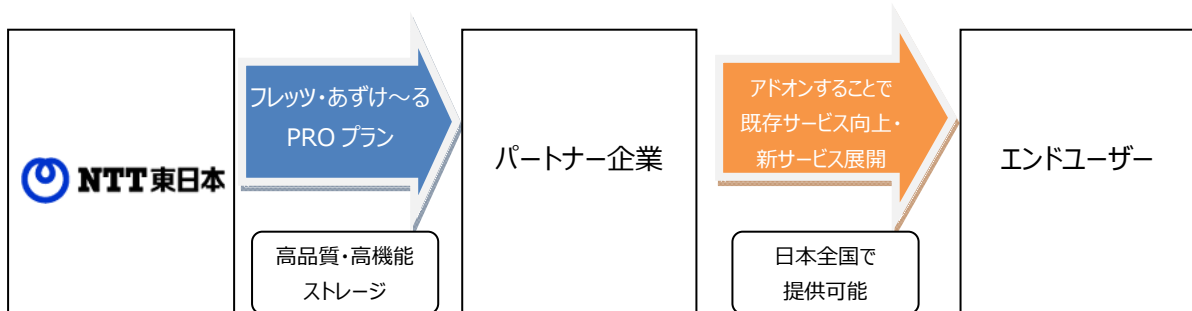 NTT東日本
フレッツ・あずけ～る
PRO プラン
高品質・高機能
ストレージ
パートナー企業
アドオンすることで
既存サービス向上・
新サービス展開
日本全国で
提供可能
エンドユーザー